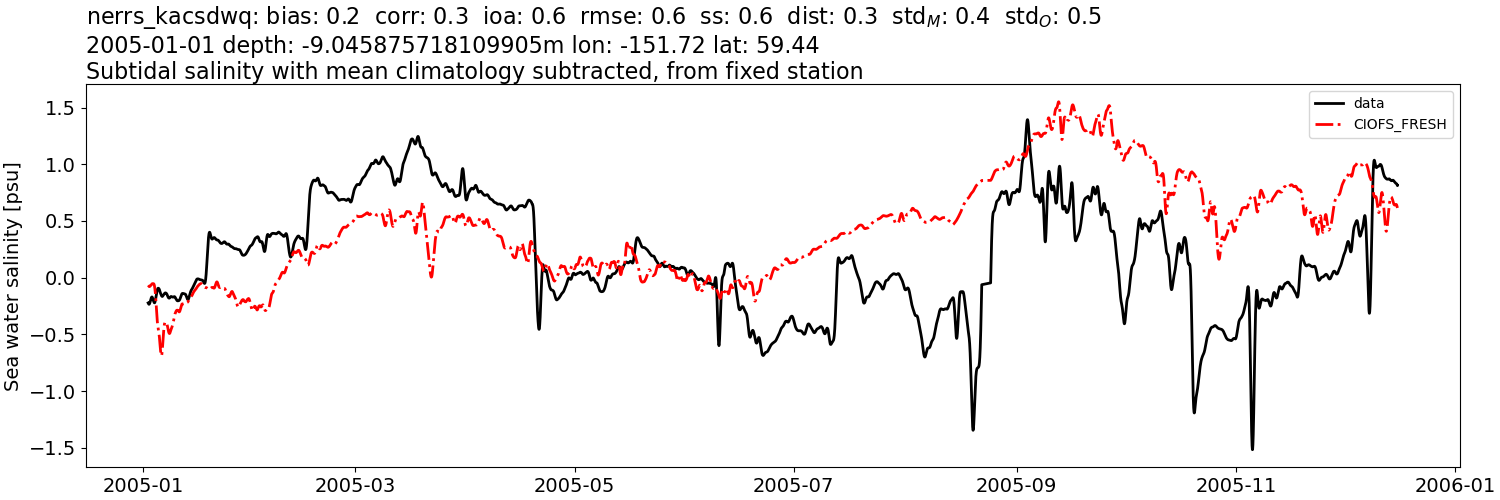 nerrs_kacsdwq: bias: 0.2 corr: 0.3 ioa: 0.6 rmse: 0.6 ss: 0.6 dist: 0.3 std_M: 0.4 std_O: 0.5
2005-01-01 depth: -9.045875718109905m lon: -151.72 lat: 59.44
Subtidal salinity with mean climatology subtracted, from fixed station
data
CIOFS_FRESH
Sea water salinity [psu]
1.5
1.0
0.5
0.0
−0.5
−1.0
−1.5
2005-01 2005-03 2005-05 2005-07 2005-09 2005-11 2006-01